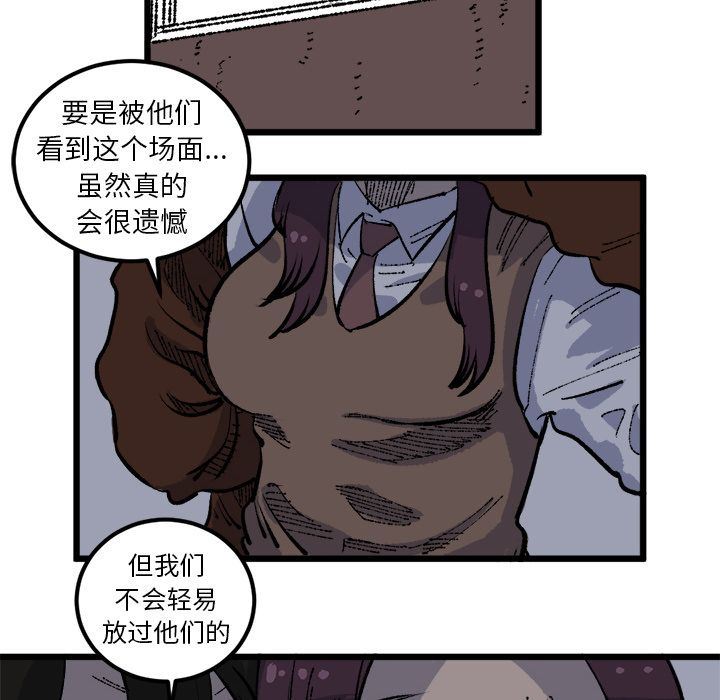 要是被他们
看到这个场面...
虽然真的
会很遗憾
但我们
不会轻易
放过他们的